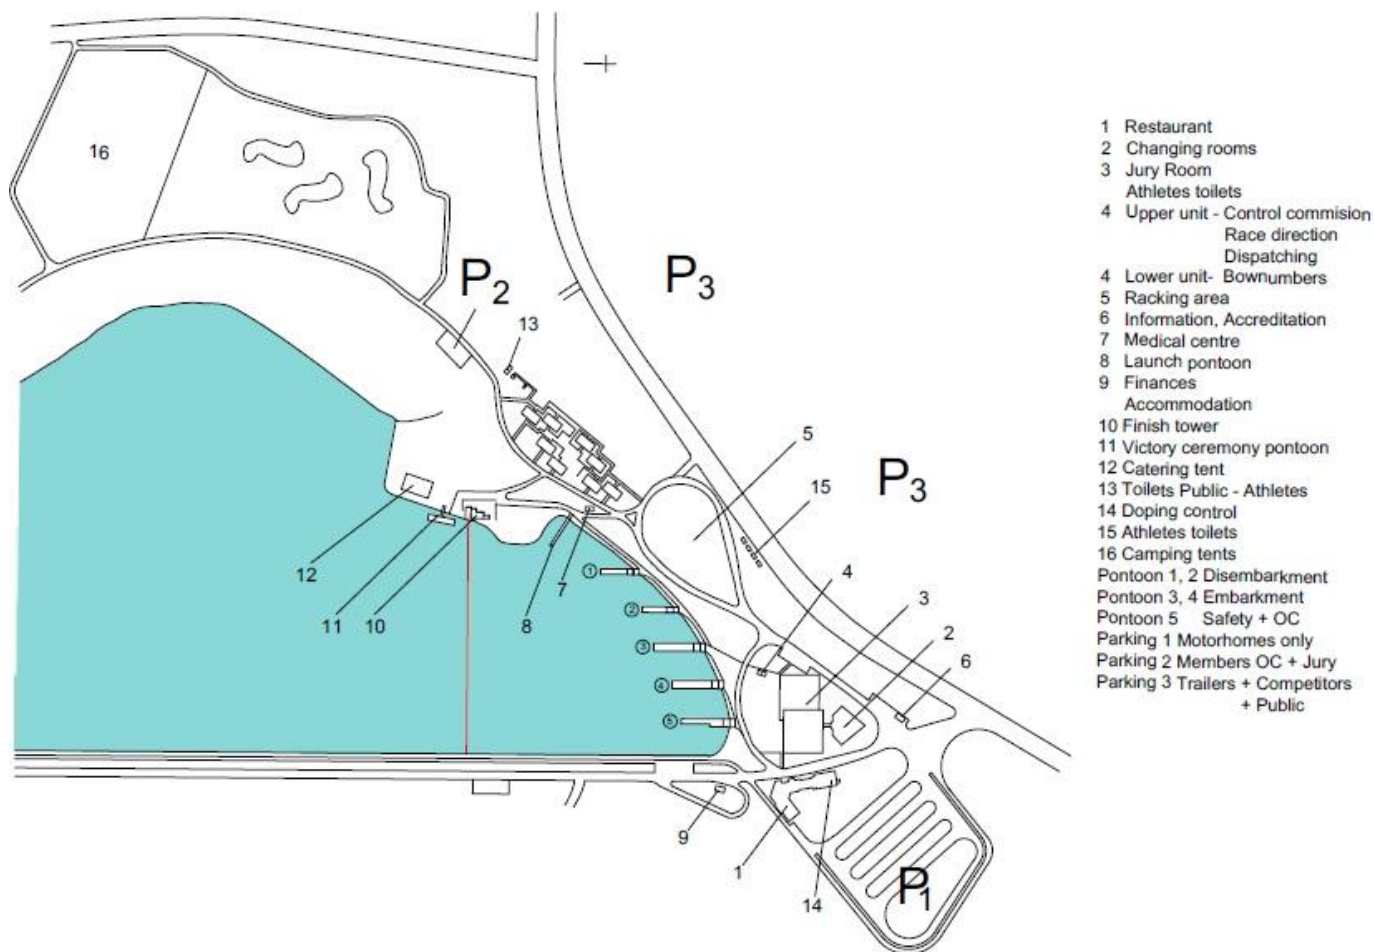 16
P2
P3
13
5
P3
15
12
11
10
8
7
4
3
2
6
1
2
3
4
5
9
1
14
P1
1 Restaurant
2 Changing rooms
3 Jury Room
Athletes toilets
4 Upper unit - Control commision
Race direction
Dispatching
4 Lower unit- Bownumbers
5 Racking area
6 Information, Accreditation
7 Medical centre
8 Launch pontoon
9 Finances
Accommodation
10 Finish tower
11 Victory ceremony pontoon
12 Catering tent
13 Toilets Public - Athletes
14 Doping control
15 Athletes toilets
16 Camping tents
Pontoon 1, 2 Disembarkment
Pontoon 3, 4 Embarkment
Pontoon 5 Safety + OC
Parking 1 Motorhomes only
Parking 2 Members OC + Jury
Parking 3 Trailers + Competitors
+ Public